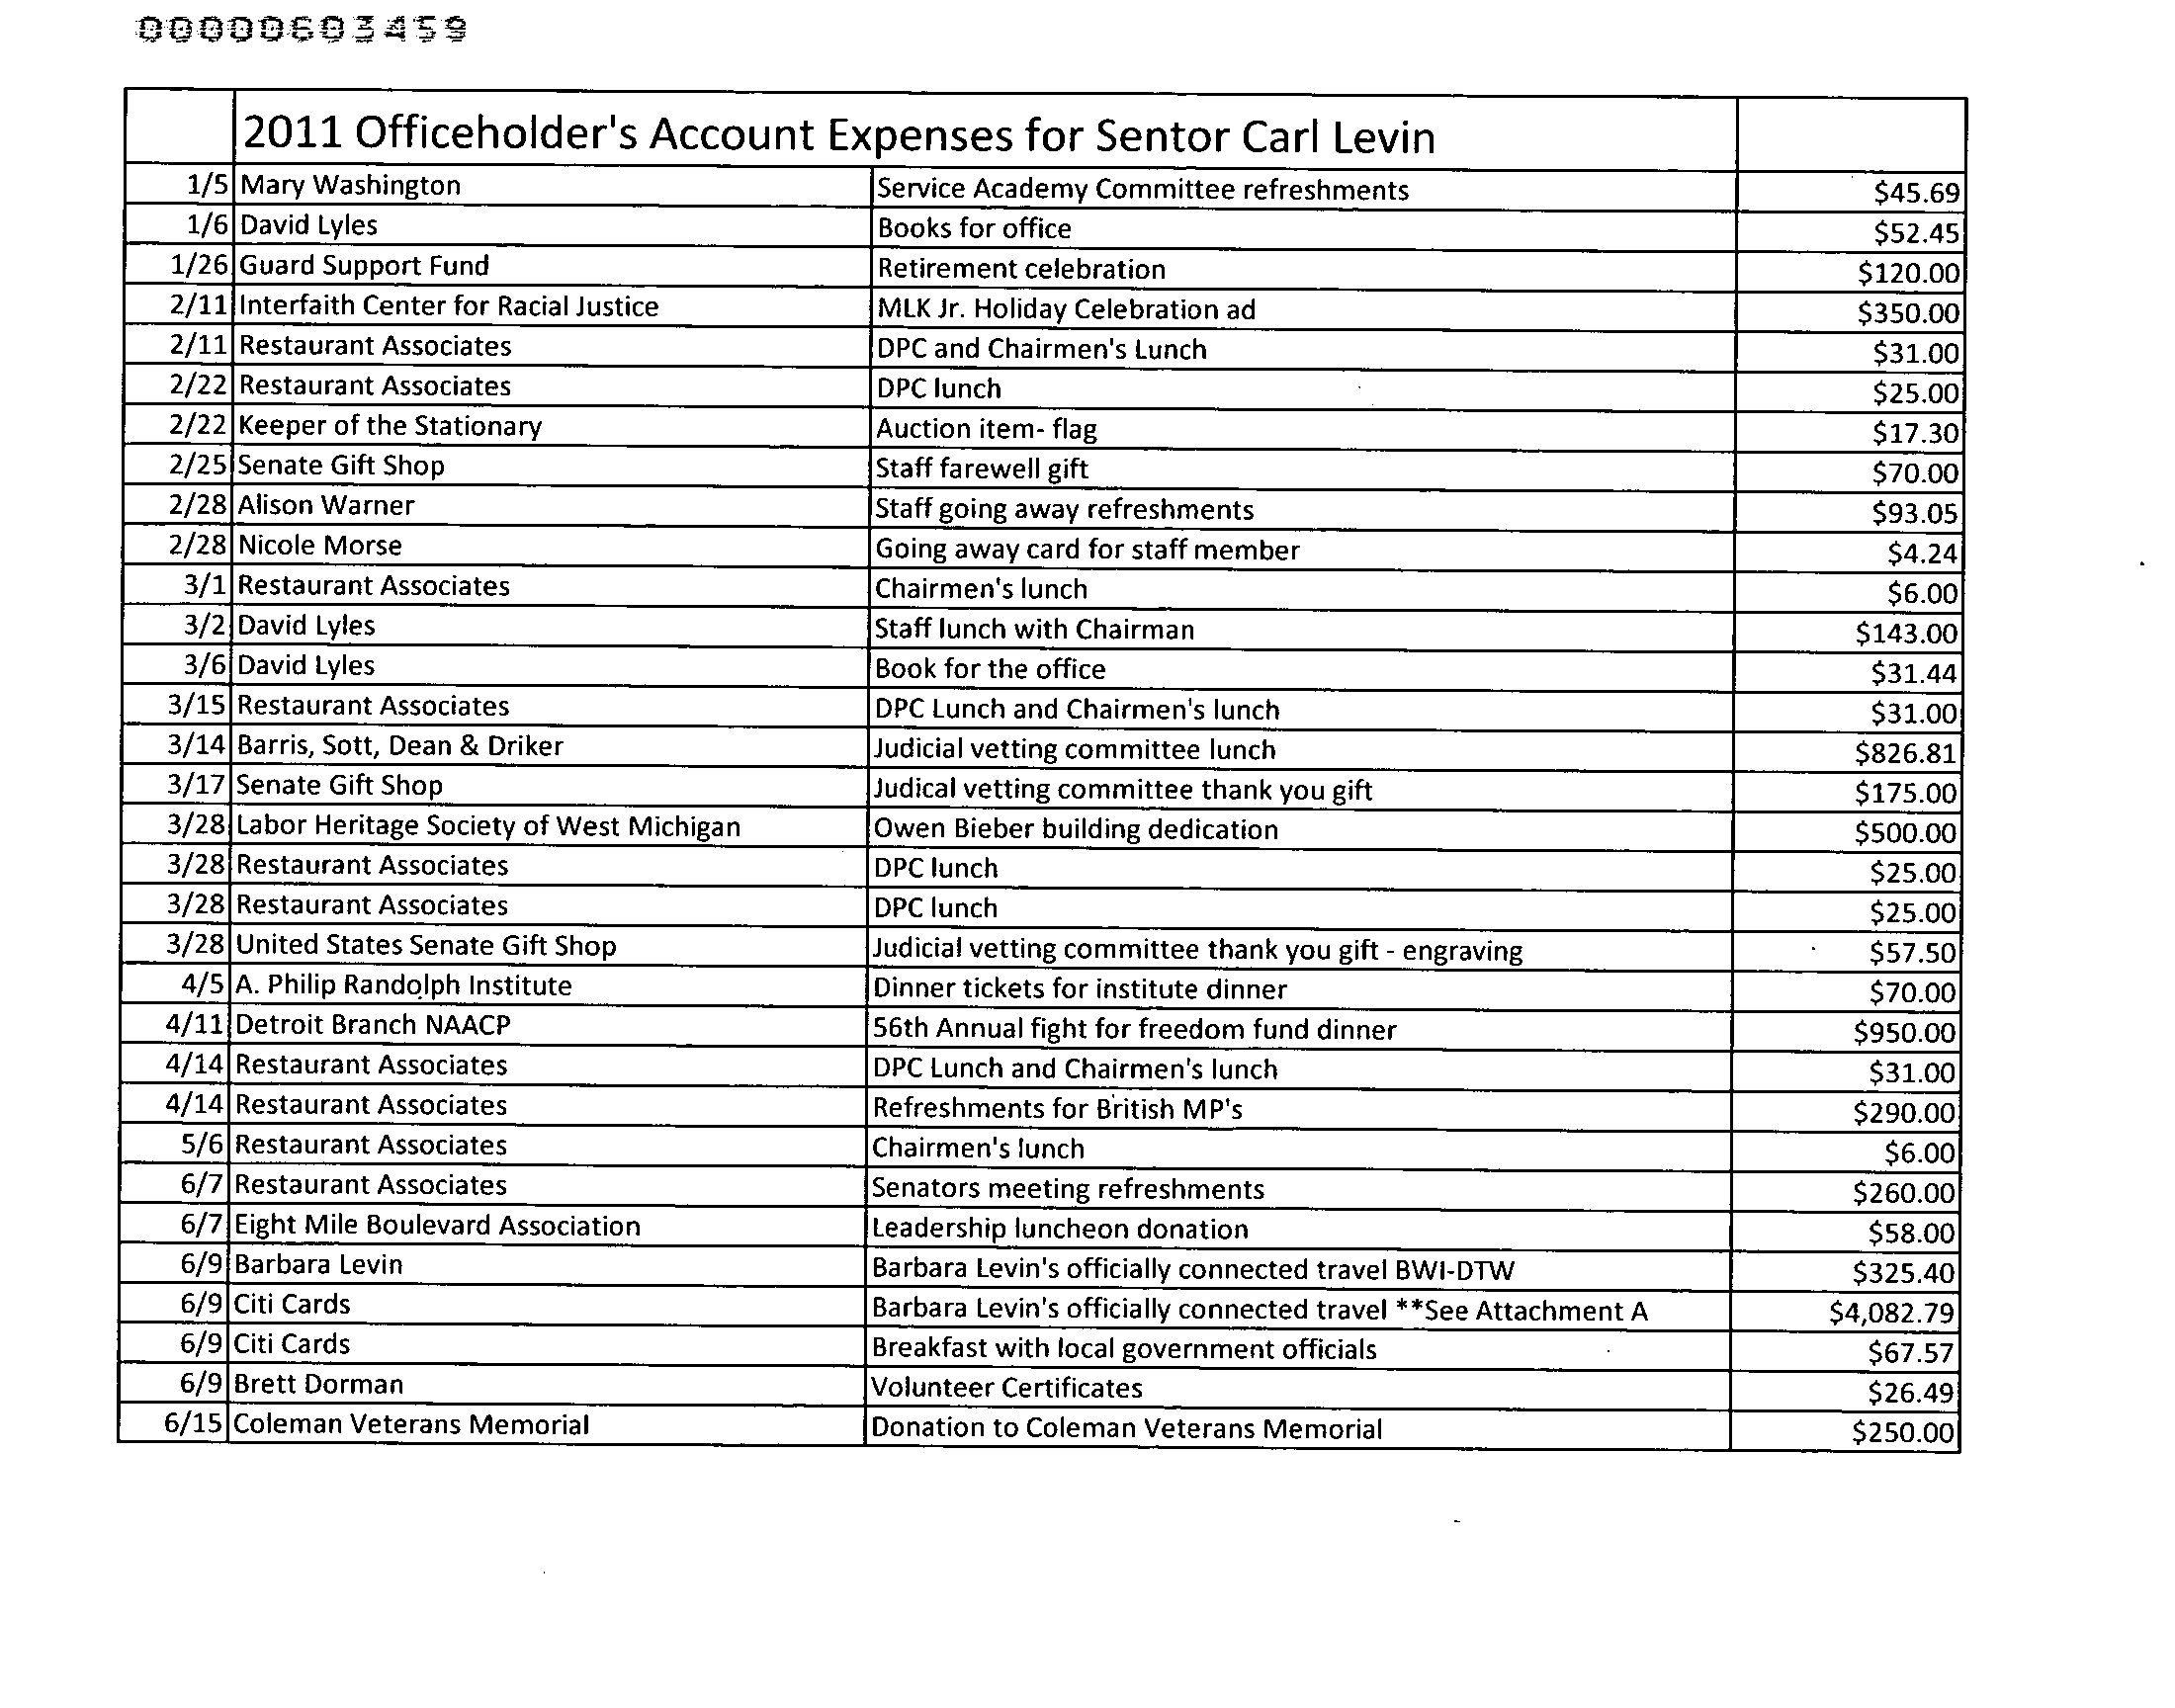 00000603459
2011 Officeholder's Account Expenses for Sentor Carl Levin
1/5 Mary Washington Service Academy Committee refreshments $45.69
1/6 David Lyles Books for office $52.45
1/26 Guard Support Fund Retirement celebration $120.00
2/11 Interfaith Center for Racial Justice MLK Jr. Holiday Celebration ad $350.00
2/11 Restaurant Associates DPC and Chairmen's Lunch $31.00
2/22 Restaurant Associates DPC lunch $25.00
2/22 Keeper of the Stationary Auction item- flag $17.30
2/25 Senate Gift Shop Staff farewell gift $70.00
2/28 Alison Warner Staff going away refreshments $93.05
2/28 Nicole Morse Going away card for staff member $4.24
3/1 Restaurant Associates Chairmen's lunch $6.00
3/2 David Lyles Staff lunch with Chairman $143.00
3/6 David Lyles Book for the office $31.44
3/15 Restaurant Associates DPC Lunch and Chairmen's lunch $31.00
3/14 Barris, Sott, Dean & Driker Judicial vetting committee lunch $826.81
3/17 Senate Gift Shop Judical vetting committee thank you gift $175.00
3/28 Labor Heritage Society of West Michigan Owen Bieber building dedication $500.00
3/28 Restaurant Associates DPC lunch $25.00
3/28 Restaurant Associates DPC lunch $25.00
3/28 United States Senate Gift Shop Judicial vetting committee thank you gift - engraving $57.50
4/5 A. Philip Randolph Institute Dinner tickets for institute dinner $70.00
4/11 Detroit Branch NAACP 56th Annual fight for freedom fund dinner $950.00
4/14 Restaurant Associates DPC Lunch and Chairmen's lunch $31.00
4/14 Restaurant Associates Refreshments for British MP's $290.00
5/6 Restaurant Associates Chairmen's lunch $6.00
6/7 Restaurant Associates Senators meeting refreshments $260.00
6/7 Eight Mile Boulevard Association Leadership luncheon donation $58.00
6/9 Barbara Levin Barbara Levin's officially connected travel BWI-DTW $325.40
6/9 Citi Cards Barbara Levin's officially connected travel **See Attachment A $4,082.79
6/9 Citi Cards Breakfast with local government officials $67.57
6/9 Brett Dorman Volunteer Certificates $26.49
6/15 Coleman Veterans Memorial Donation to Coleman Veterans Memorial $250.00